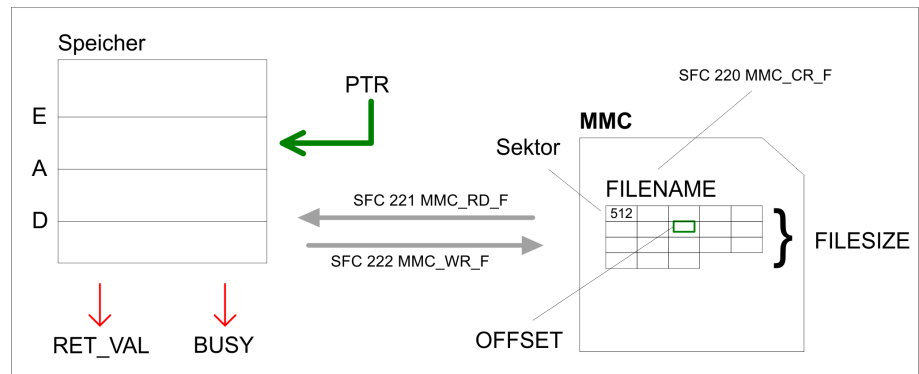 Speicher
E
A
D
PTR
SFC 221 MMC_RD_F
SFC 222 MMC_WR_F
RET_VAL
BUSY
SFC 220 MMC_CR_F
MMC
Sektor
FILENAME
512
FILESIZE
OFFSET